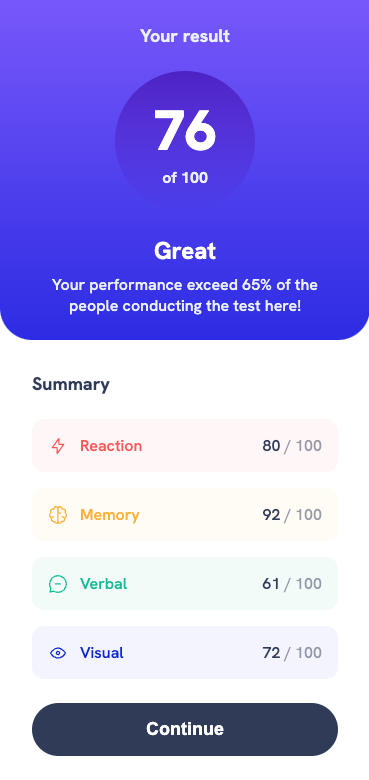 Your result
76
of 100
Great
Your performance exceed 65% of the
people conducting the test here!
Summary
Reaction 80 / 100
Memory 92 / 100
Verbal 61 / 100
Visual 72 / 100
Continue